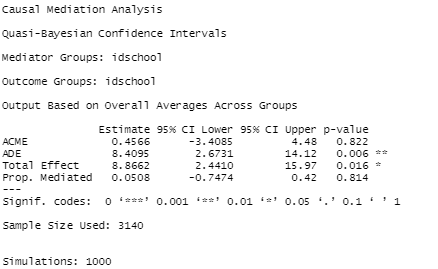 Causal Mediation Analysis
Quasi-Bayesian Confidence Intervals
Mediator Groups: idschool
Outcome Groups: idschool
Output Based on Overall Averages Across Groups
Estimate 95% CI Lower 95% CI Upper p-value
ACME 0.4566 -3.4085 4.48 0.822
ADE 8.4095 2.6731 14.12 0.006 **
Total Effect 8.8662 2.4410 15.97 0.016 *
Prop. Mediated 0.0508 -0.7474 0.42 0.814
---
Signif. codes: 0 ‘***’ 0.001 ‘**’ 0.01 ‘*’ 0.05 ‘.’ 0.1 ‘ ’ 1
Sample Size Used: 3140
Simulations: 1000